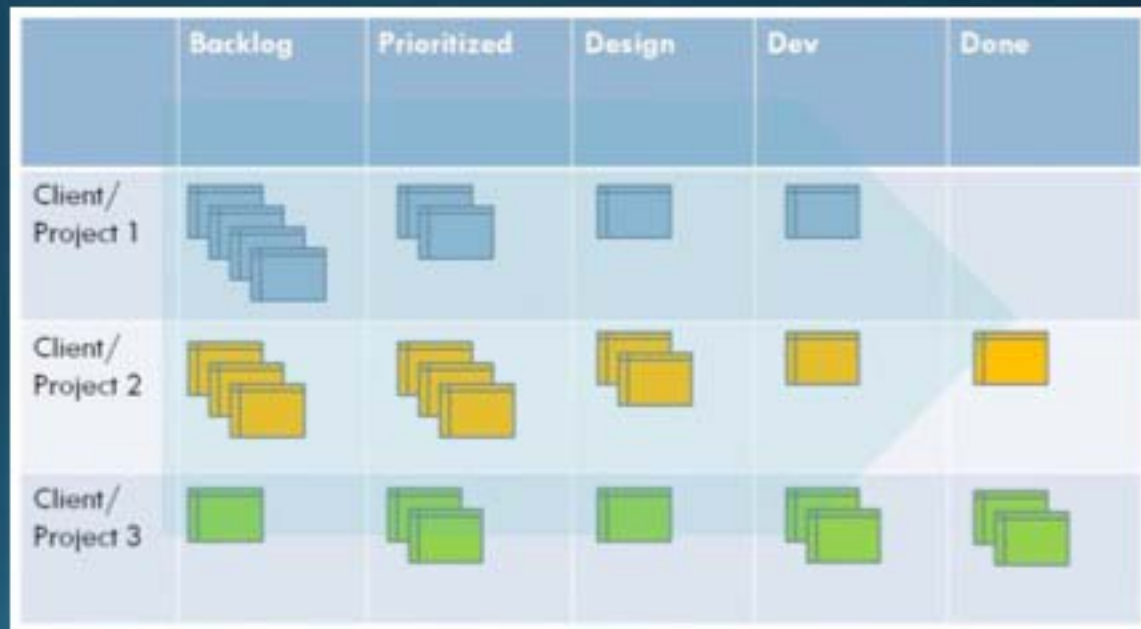 Backlog
Prioritized
Design
Dev
Done
Client/
Project 1
Client/
Project 2
Client/
Project 3